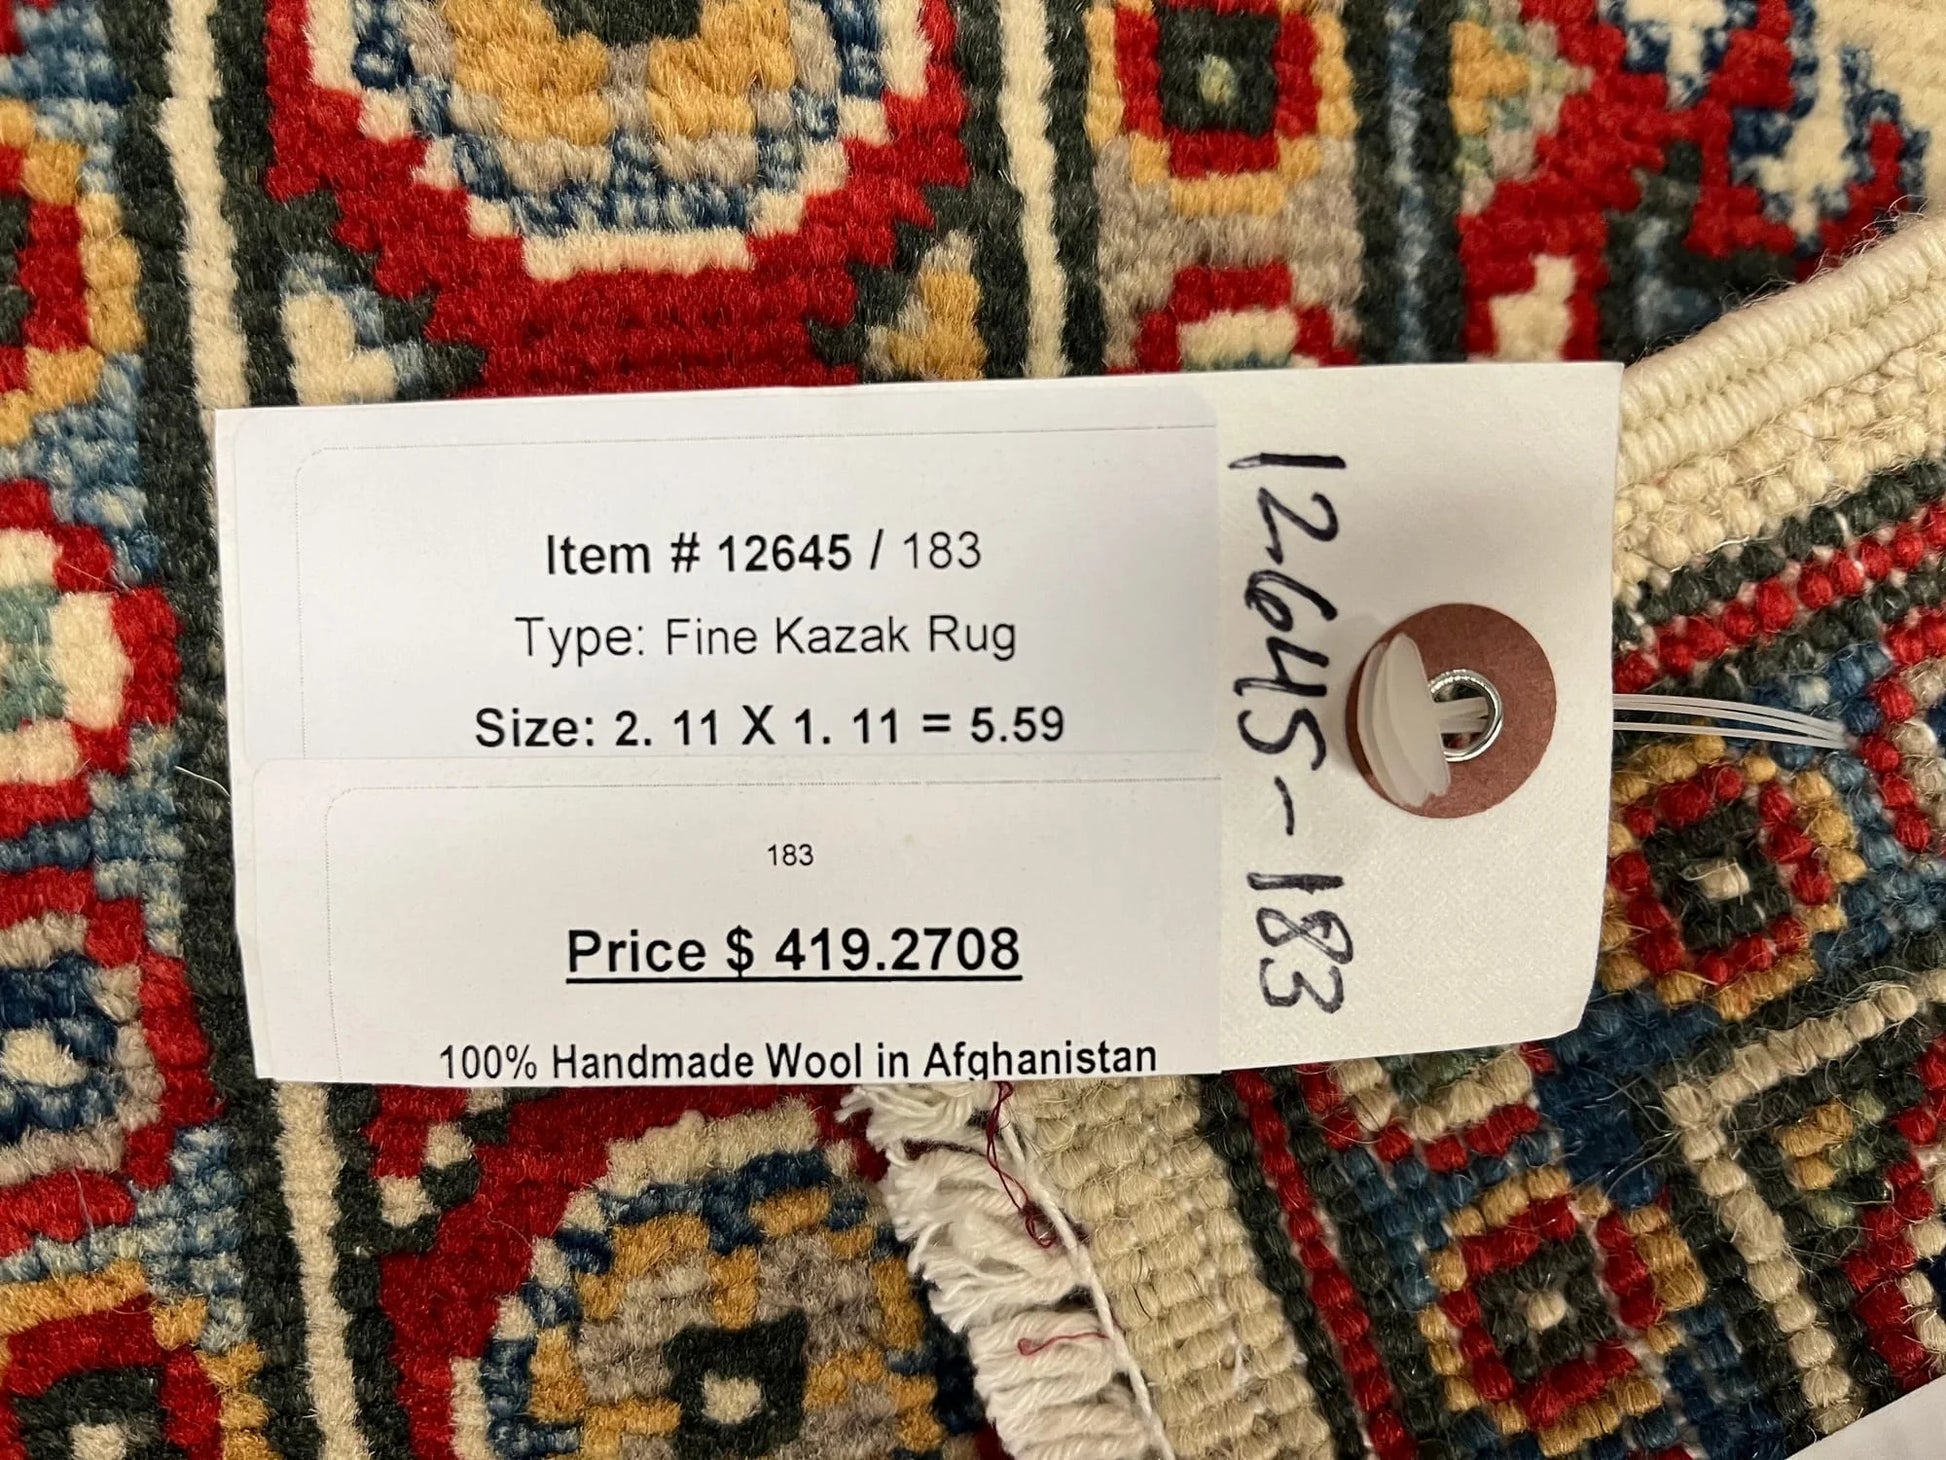 Item # 12645 / 183
Type: Fine Kazak Rug
Size: 2. 11 X 1. 11 = 5.59
183
Price $ 419.2708
100% Handmade Wool in Afghanistan
12645-183